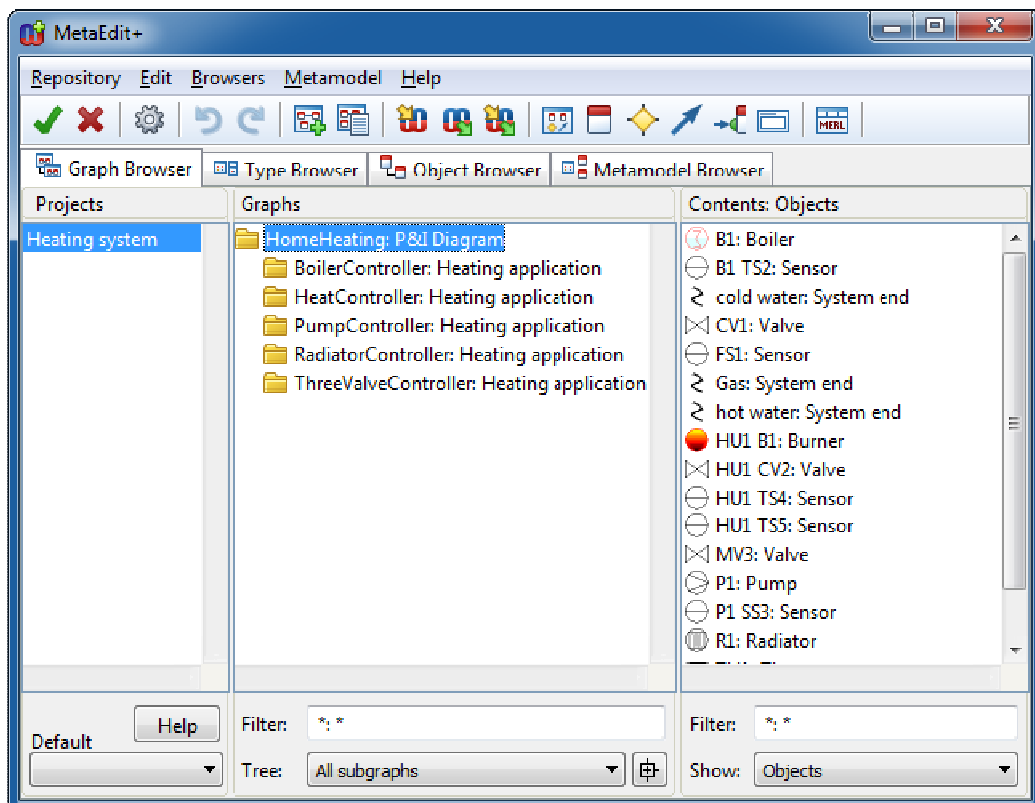 MetaEdit+
Repository Edit Browsers Metamodel Help
MERL
Graph Browser Type Browser Object Browser Metamodel Browser
Projects Graphs Contents: Objects
Heating system
HomeHeating: P&I Diagram
BoilerController: Heating application
HeatController: Heating application
PumpController: Heating application
RadiatorController: Heating application
ThreeValveController: Heating application
B1: Boiler
B1 TS2: Sensor
cold water: System end
CV1: Valve
FS1: Sensor
Gas: System end
hot water: System end
HU1 B1: Burner
HU1 CV2: Valve
HU1 TS4: Sensor
HU1 TS5: Sensor
MV3: Valve
P1: Pump
P1 SS3: Sensor
R1: Radiator
Default Help
Filter: *: *
Tree: All subgraphs
Filter: *: *
Show: Objects